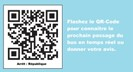 Flashez le QR-Code
pour connaître le
prochain passage du
bus en temps réel ou
donner votre avis.
Arrêt : République